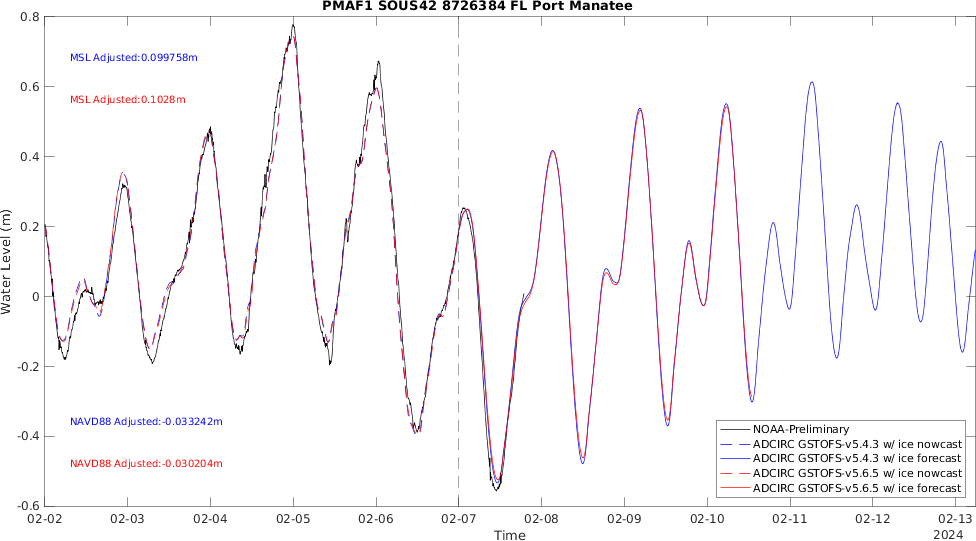 PMAF1 SOUS42 8726384 FL Port Manatee
0.8
0.6
0.4
0.2
0
-0.2
-0.4
-0.6
Water Level (m)
MSL Adjusted:0.099758m
MSL Adjusted:0.1028m
NAVD88 Adjusted:-0.033242m
NAVD88 Adjusted:-0.030204m
NOAA-Preliminary
ADCIRC GSTOFS-v5.4.3 w/ ice nowcast
ADCIRC GSTOFS-v5.4.3 w/ ice forecast
ADCIRC GSTOFS-v5.6.5 w/ ice nowcast
ADCIRC GSTOFS-v5.6.5 w/ ice forecast
02-02 02-03 02-04 02-05 02-06 02-07 02-08 02-09 02-10 02-11 02-12 02-13
Time
2024